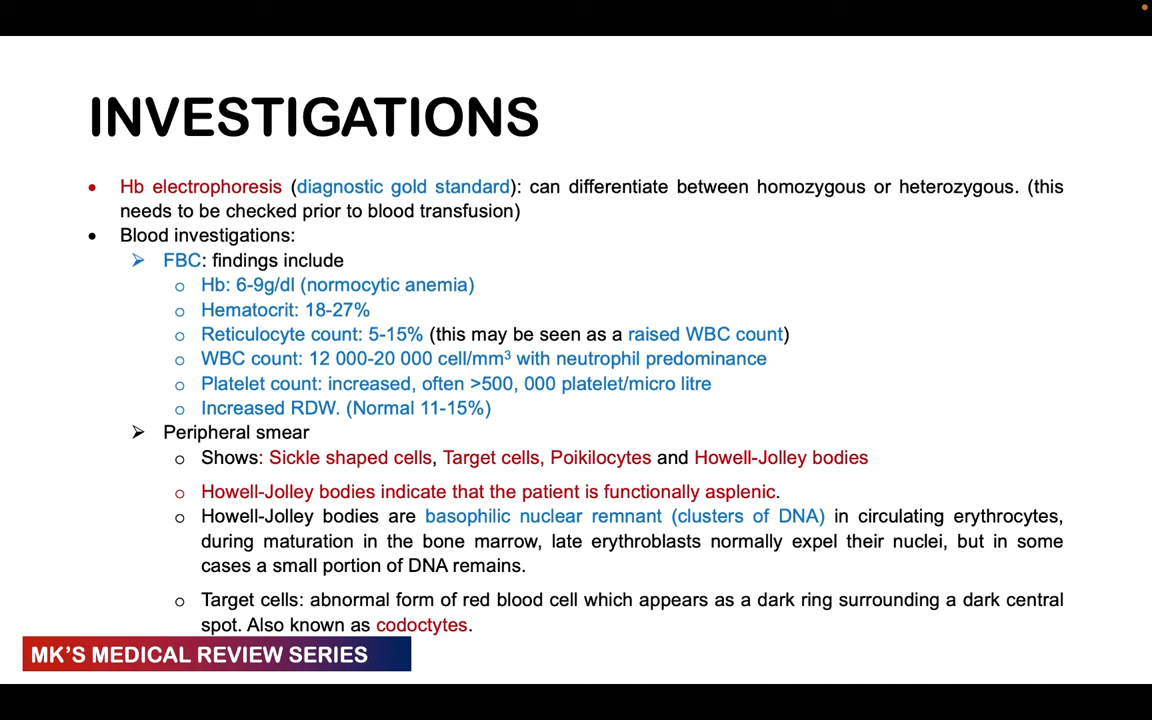 INVESTIGATIONS
• Hb electrophoresis (diagnostic gold standard): can differentiate between homozygous or heterozygous. (this
needs to be checked prior to blood transfusion)
• Blood investigations:
➢ FBC: findings include
o Hb: 6-9g/dl (normocytic anemia)
o Hematocrit: 18-27%
o Reticulocyte count: 5-15% (this may be seen as a raised WBC count)
o WBC count: 12 000-20 000 cell/mm³ with neutrophil predominance
o Platelet count: increased, often >500, 000 platelet/micro litre
o Increased RDW. (Normal 11-15%)
➢ Peripheral smear
o Shows: Sickle shaped cells, Target cells, Poikilocytes and Howell-Jolley bodies
o Howell-Jolley bodies indicate that the patient is functionally asplenic.
o Howell-Jolley bodies are basophilic nuclear remnant (clusters of DNA) in circulating erythrocytes,
during maturation in the bone marrow, late erythroblasts normally expel their nuclei, but in some
cases a small portion of DNA remains.
o Target cells: abnormal form of red blood cell which appears as a dark ring surrounding a dark central
spot. Also known as codoctytes.
MK'S MEDICAL REVIEW SERIES